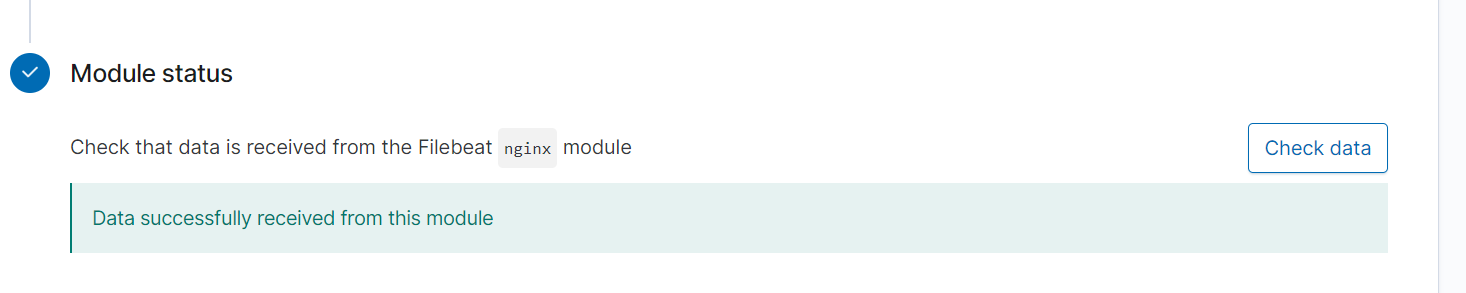 Module status
Check that data is received from the Filebeat nginx module
Check data
Data successfully received from this module